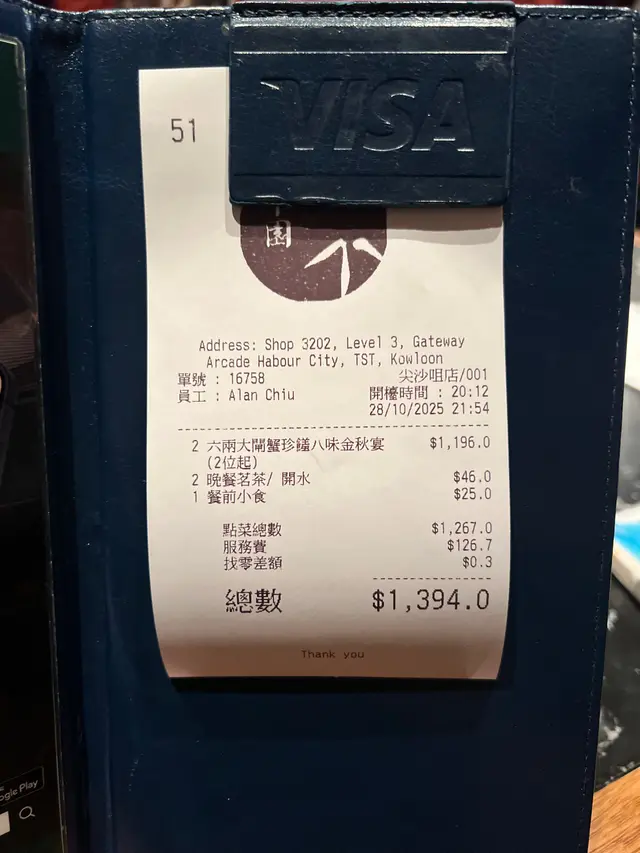 VISA
51
園
Address: Shop 3202, Level 3, Gateway
Arcade Habour City, TST, Kowloon
單號 : 16758 尖沙咀店/001
員工 : Alan Chiu 開檯時間 : 20:12
28/10/2025 21:54
2 六兩大閘蟹珍饈八味金秋宴 $1,196.0
(2位起)
2 晚餐茗茶/ 開水 $46.0
1 餐前小食 $25.0
點菜總數 $1,267.0
服務費 $126.7
找零差額 $0.3
總數 $1,394.0
Thank you
ogle Play